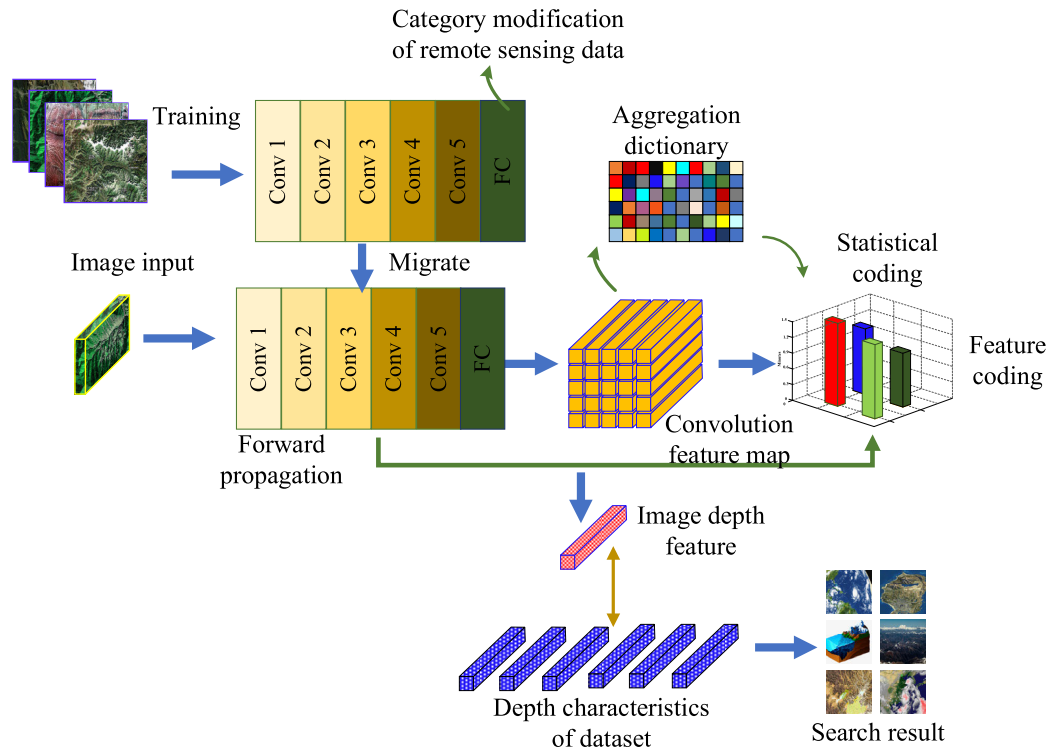 Category modification
of remote sensing data
Training
Conv 1
Conv 2
Conv 3
Conv 4
Conv 5
FC
Aggregation
dictionary
Image input
Migrate
Statistical
coding
Conv 1
Conv 2
Conv 3
Conv 4
Conv 5
FC
Feature
coding
Convolution
feature map
Forward
propagation
Image depth
feature
Depth characteristics
of dataset
Search result